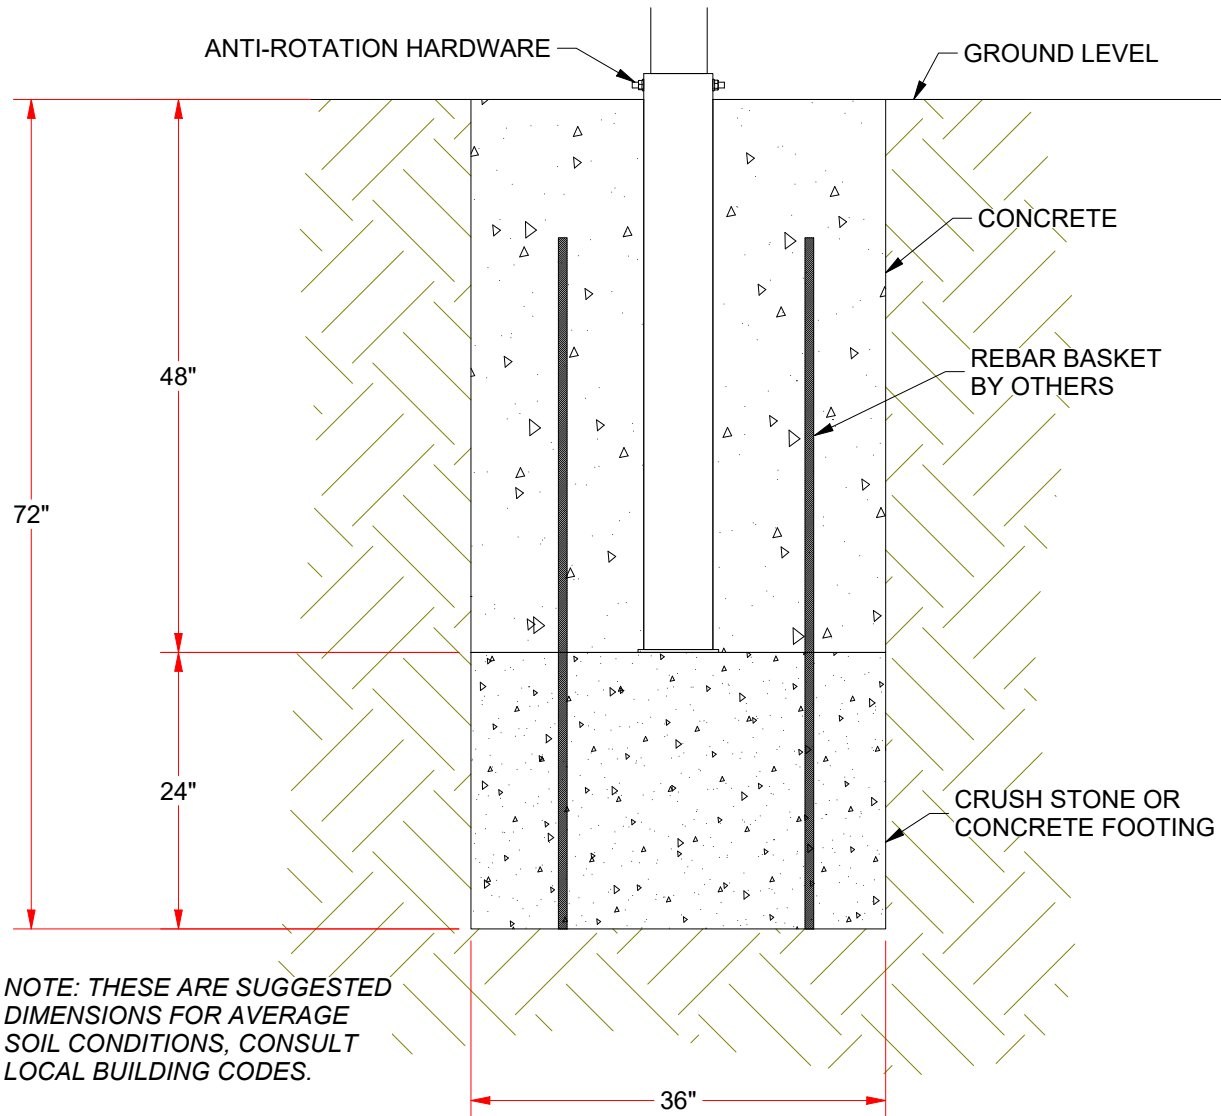 ANTI-ROTATION HARDWARE
GROUND LEVEL
CONCRETE
REBAR BASKET
BY OTHERS
48"
72"
24"
CRUSH STONE OR
CONCRETE FOOTING
NOTE: THESE ARE SUGGESTED
DIMENSIONS FOR AVERAGE
SOIL CONDITIONS, CONSULT
LOCAL BUILDING CODES.
36"